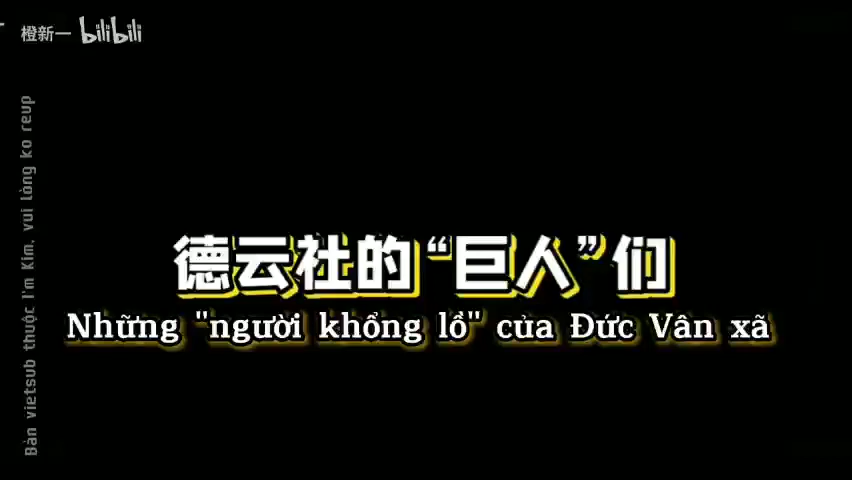 橙新一 bilibili
德云社的“巨人”们
Những "người khổng lồ" của Đức Vân xã
Bản vietsub thuộc I'm Kim, vui lòng ko reup